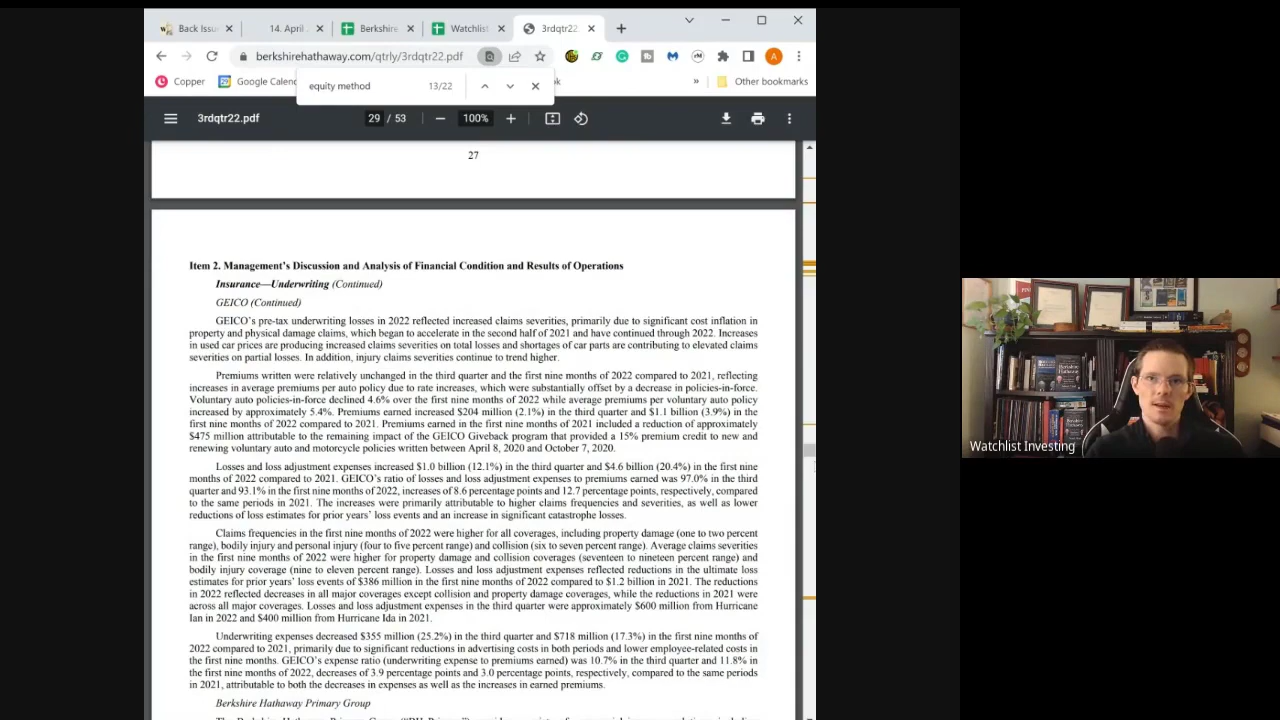 Back Issu
14. April
Berkshire
Watchlist
3rdqtr22.
berkshirehathaway.com/qtrly/3rdqtr22.pdf
Copper
Google Calend
Other bookmarks
equity method 13/22
3rdqtr22.pdf 29 / 53 100%
27
Item 2. Management's Discussion and Analysis of Financial Condition and Results of Operations
Insurance—Underwriting (Continued)
GEICO (Continued)
GEICO's pre-tax underwriting losses in 2022 reflected increased claims severities, primarily due to significant cost inflation in
property and physical damage claims, which began to accelerate in the second half of 2021 and have continued through 2022. Increases
in used car prices are producing increased claims severities on total losses and shortages of car parts are contributing to elevated claims
severities on partial losses. In addition, injury claims severities continue to trend higher.
Premiums written were relatively unchanged in the third quarter and the first nine months of 2022 compared to 2021, reflecting
increases in average premiums per auto policy due to rate increases, which were substantially offset by a decrease in policies-in-force.
Voluntary auto policies-in-force declined 4.6% over the first nine months of 2022 while average premiums per voluntary auto policy
increased by approximately 5.4%. Premiums earned increased $204 million (2.1%) in the third quarter and $1.1 billion (3.9%) in the
first nine months of 2022 compared to 2021. Premiums earned in the first nine months of 2021 included a reduction of approximately
$475 million attributable to the remaining impact of the GEICO Giveback program that provided a 15% premium credit to new and
renewing voluntary auto and motorcycle policies written between April 8, 2020 and October 7, 2020.
Losses and loss adjustment expenses increased $1.0 billion (12.1%) in the third quarter and $4.6 billion (20.4%) in the first nine
months of 2022 compared to 2021. GEICO's ratio of losses and loss adjustment expenses to premiums earned was 97.0% in the third
quarter and 93.1% in the first nine months of 2022, increases of 8.6 percentage points and 12.7 percentage points, respectively, compared
to the same periods in 2021. The increases were primarily attributable to higher claims frequencies and severities, as well as lower
reductions of loss estimates for prior years' loss events and an increase in significant catastrophe losses.
Claims frequencies in the first nine months of 2022 were higher for all coverages, including property damage (one to two percent
range), bodily injury and personal injury (four to five percent range) and collision (six to seven percent range). Average claims severities
in the first nine months of 2022 were higher for property damage and collision coverages (seventeen to nineteen percent range) and
bodily injury coverage (nine to eleven percent range). Losses and loss adjustment expenses reflected reductions in the ultimate loss
estimates for prior years' loss events of $386 million in the first nine months of 2022 compared to $1.2 billion in 2021. The reductions
in 2022 reflected decreases in all major coverages except collision and property damage coverages, while the reductions in 2021 were
across all major coverages. Losses and loss adjustment expenses in the third quarter were approximately $600 million from Hurricane
Ian in 2022 and $400 million from Hurricane Ida in 2021.
Underwriting expenses decreased $355 million (25.2%) in the third quarter and $718 million (17.3%) in the first nine months of
2022 compared to 2021, primarily due to significant reductions in advertising costs in both periods and lower employee-related costs in
the first nine months. GEICO's expense ratio (underwriting expense to premiums earned) was 10.7% in the third quarter and 11.8% in
the first nine months of 2022, decreases of 3.9 percentage points and 3.0 percentage points, respectively, compared to the same periods
in 2021, attributable to both the decreases in expenses as well as the increases in earned premiums.
Berkshire Hathaway Primary Group
Watchlist Investing